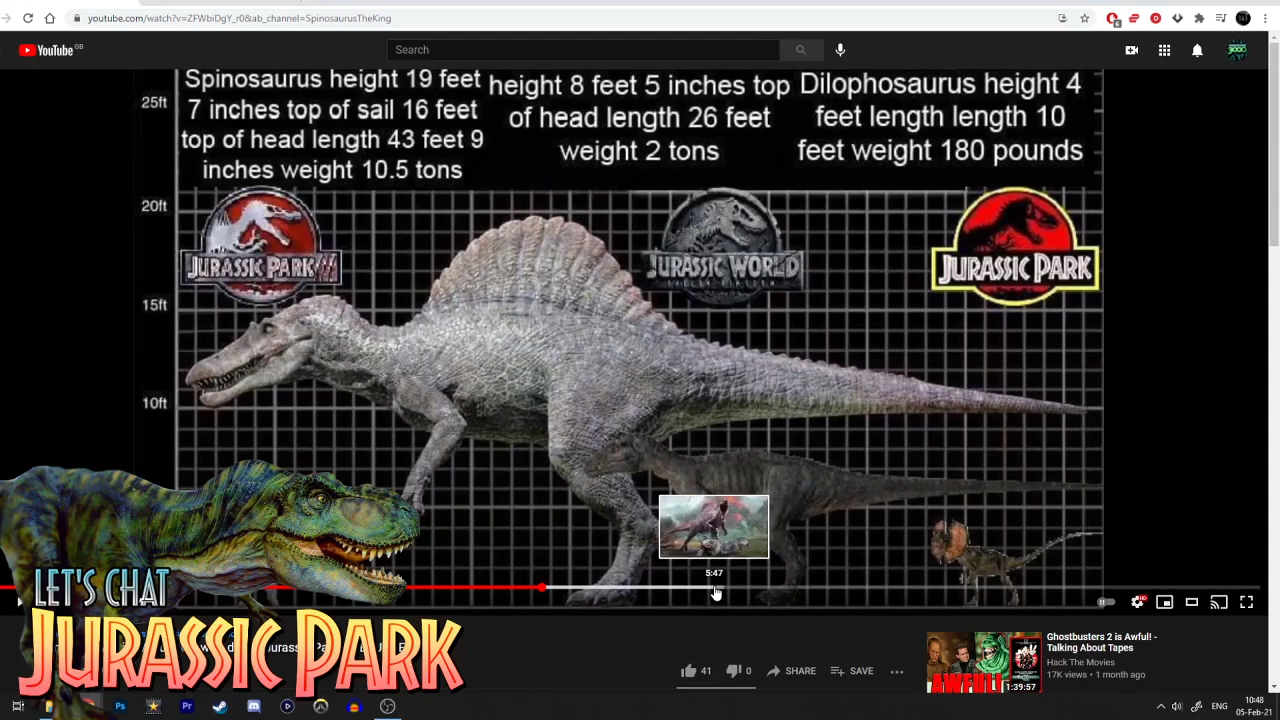 youtube.com/watch?v=ZFWbiDgY_r0&ab_channel=SpinosaurusTheKing
6
YouTube GB
Search
Spinosaurus height 19 feet
7 inches top of sail 16 feet
top of head length 43 feet 9
inches weight 10.5 tons
height 8 feet 5 inches top
of head length 26 feet
weight 2 tons
Dilophosaurus height 4
feet length length 10
feet weight 180 pounds
25ft
20ft
15ft
10ft
JURASSIC PARK ///
JURASSIC WORLD
JURASSIC PARK
5:47
HD
LET'S CHAT
JURASSIC PARK
41
0
SHARE
SAVE
Ghostbusters 2 is Awful! -
Talking About Tapes
Hack The Movies
17K views • 1 month ago
AWFUL!
1:39:57
Ps
Pr
ENG
10:48
05-Feb-21